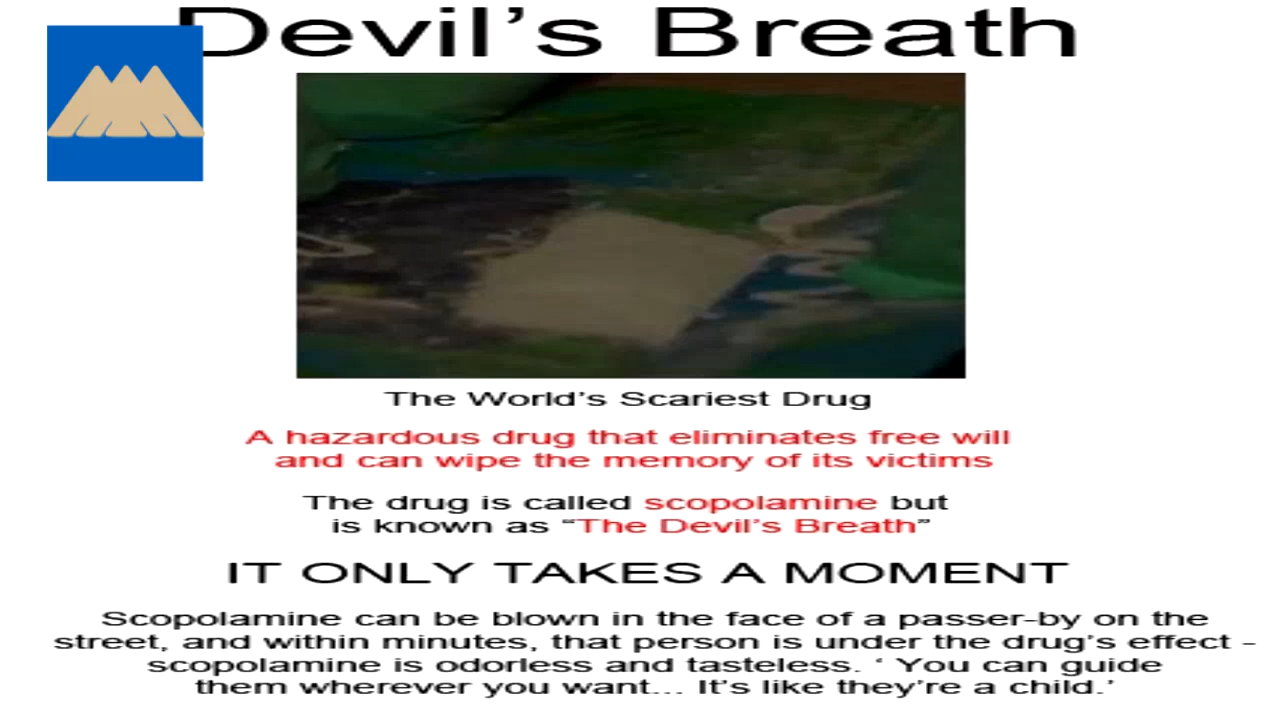 Devil’s Breath
The World’s Scariest Drug
A hazardous drug that eliminates free will
and can wipe the memory of its victims
The drug is called scopolamine but
is known as “The Devil’s Breath”
IT ONLY TAKES A MOMENT
Scopolamine can be blown in the face of a passer-by on the
street, and within minutes, that person is under the drug’s effect -
scopolamine is odorless and tasteless. ‘ You can guide
them wherever you want... It’s like they’re a child.’